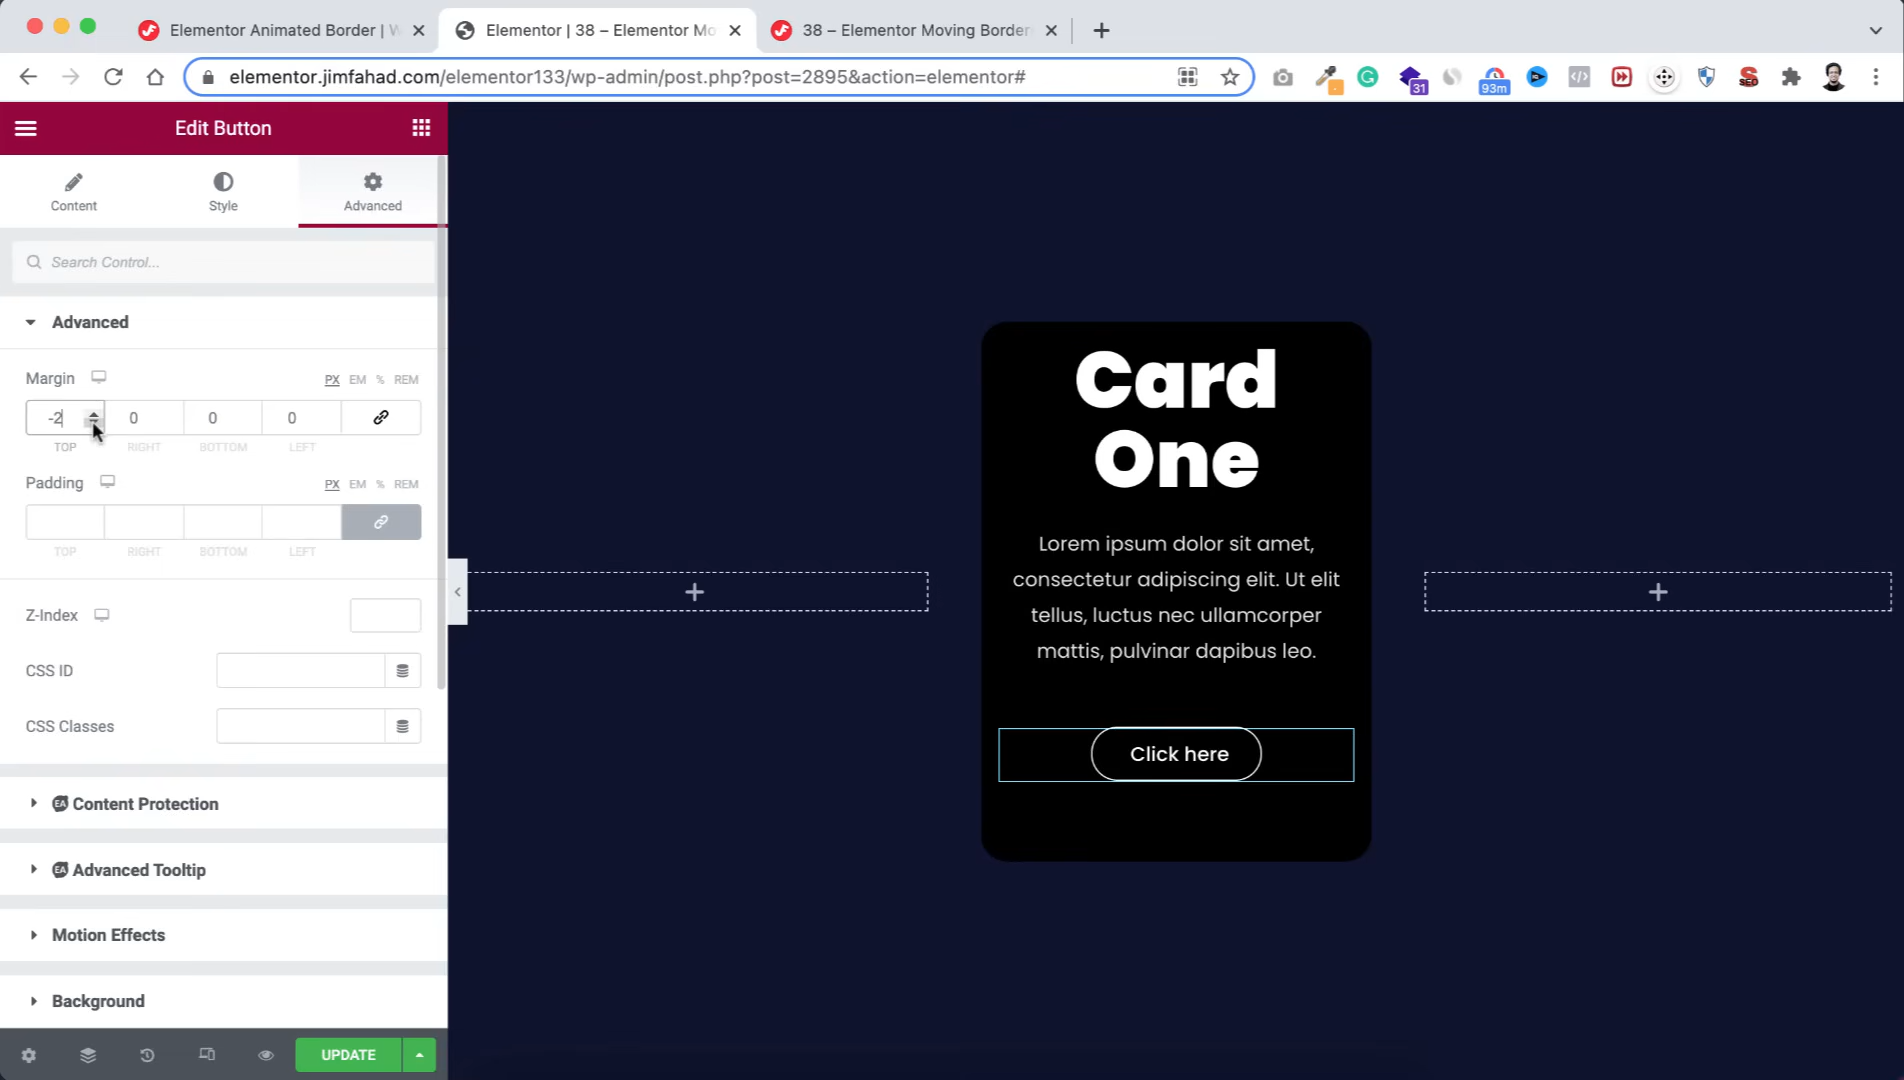 Elementor Animated Border | W
Elementor | 38 – Elementor Mo
38 – Elementor Moving Border
elementor.jimfahad.com/elementor133/wp-admin/post.php?post=2895&action=elementor#
31
93m
SEO
Edit Button
Content
Style
Advanced
Search Control...
Advanced
Margin
PX EM % REM
-2 0 0 0
TOP RIGHT BOTTOM LEFT
Padding
PX EM % REM
TOP RIGHT BOTTOM LEFT
Z-Index
CSS ID
CSS Classes
EA Content Protection
EA Advanced Tooltip
Motion Effects
Background
UPDATE
Card
One
Lorem ipsum dolor sit amet,
consectetur adipiscing elit. Ut elit
tellus, luctus nec ullamcorper
mattis, pulvinar dapibus leo.
Click here